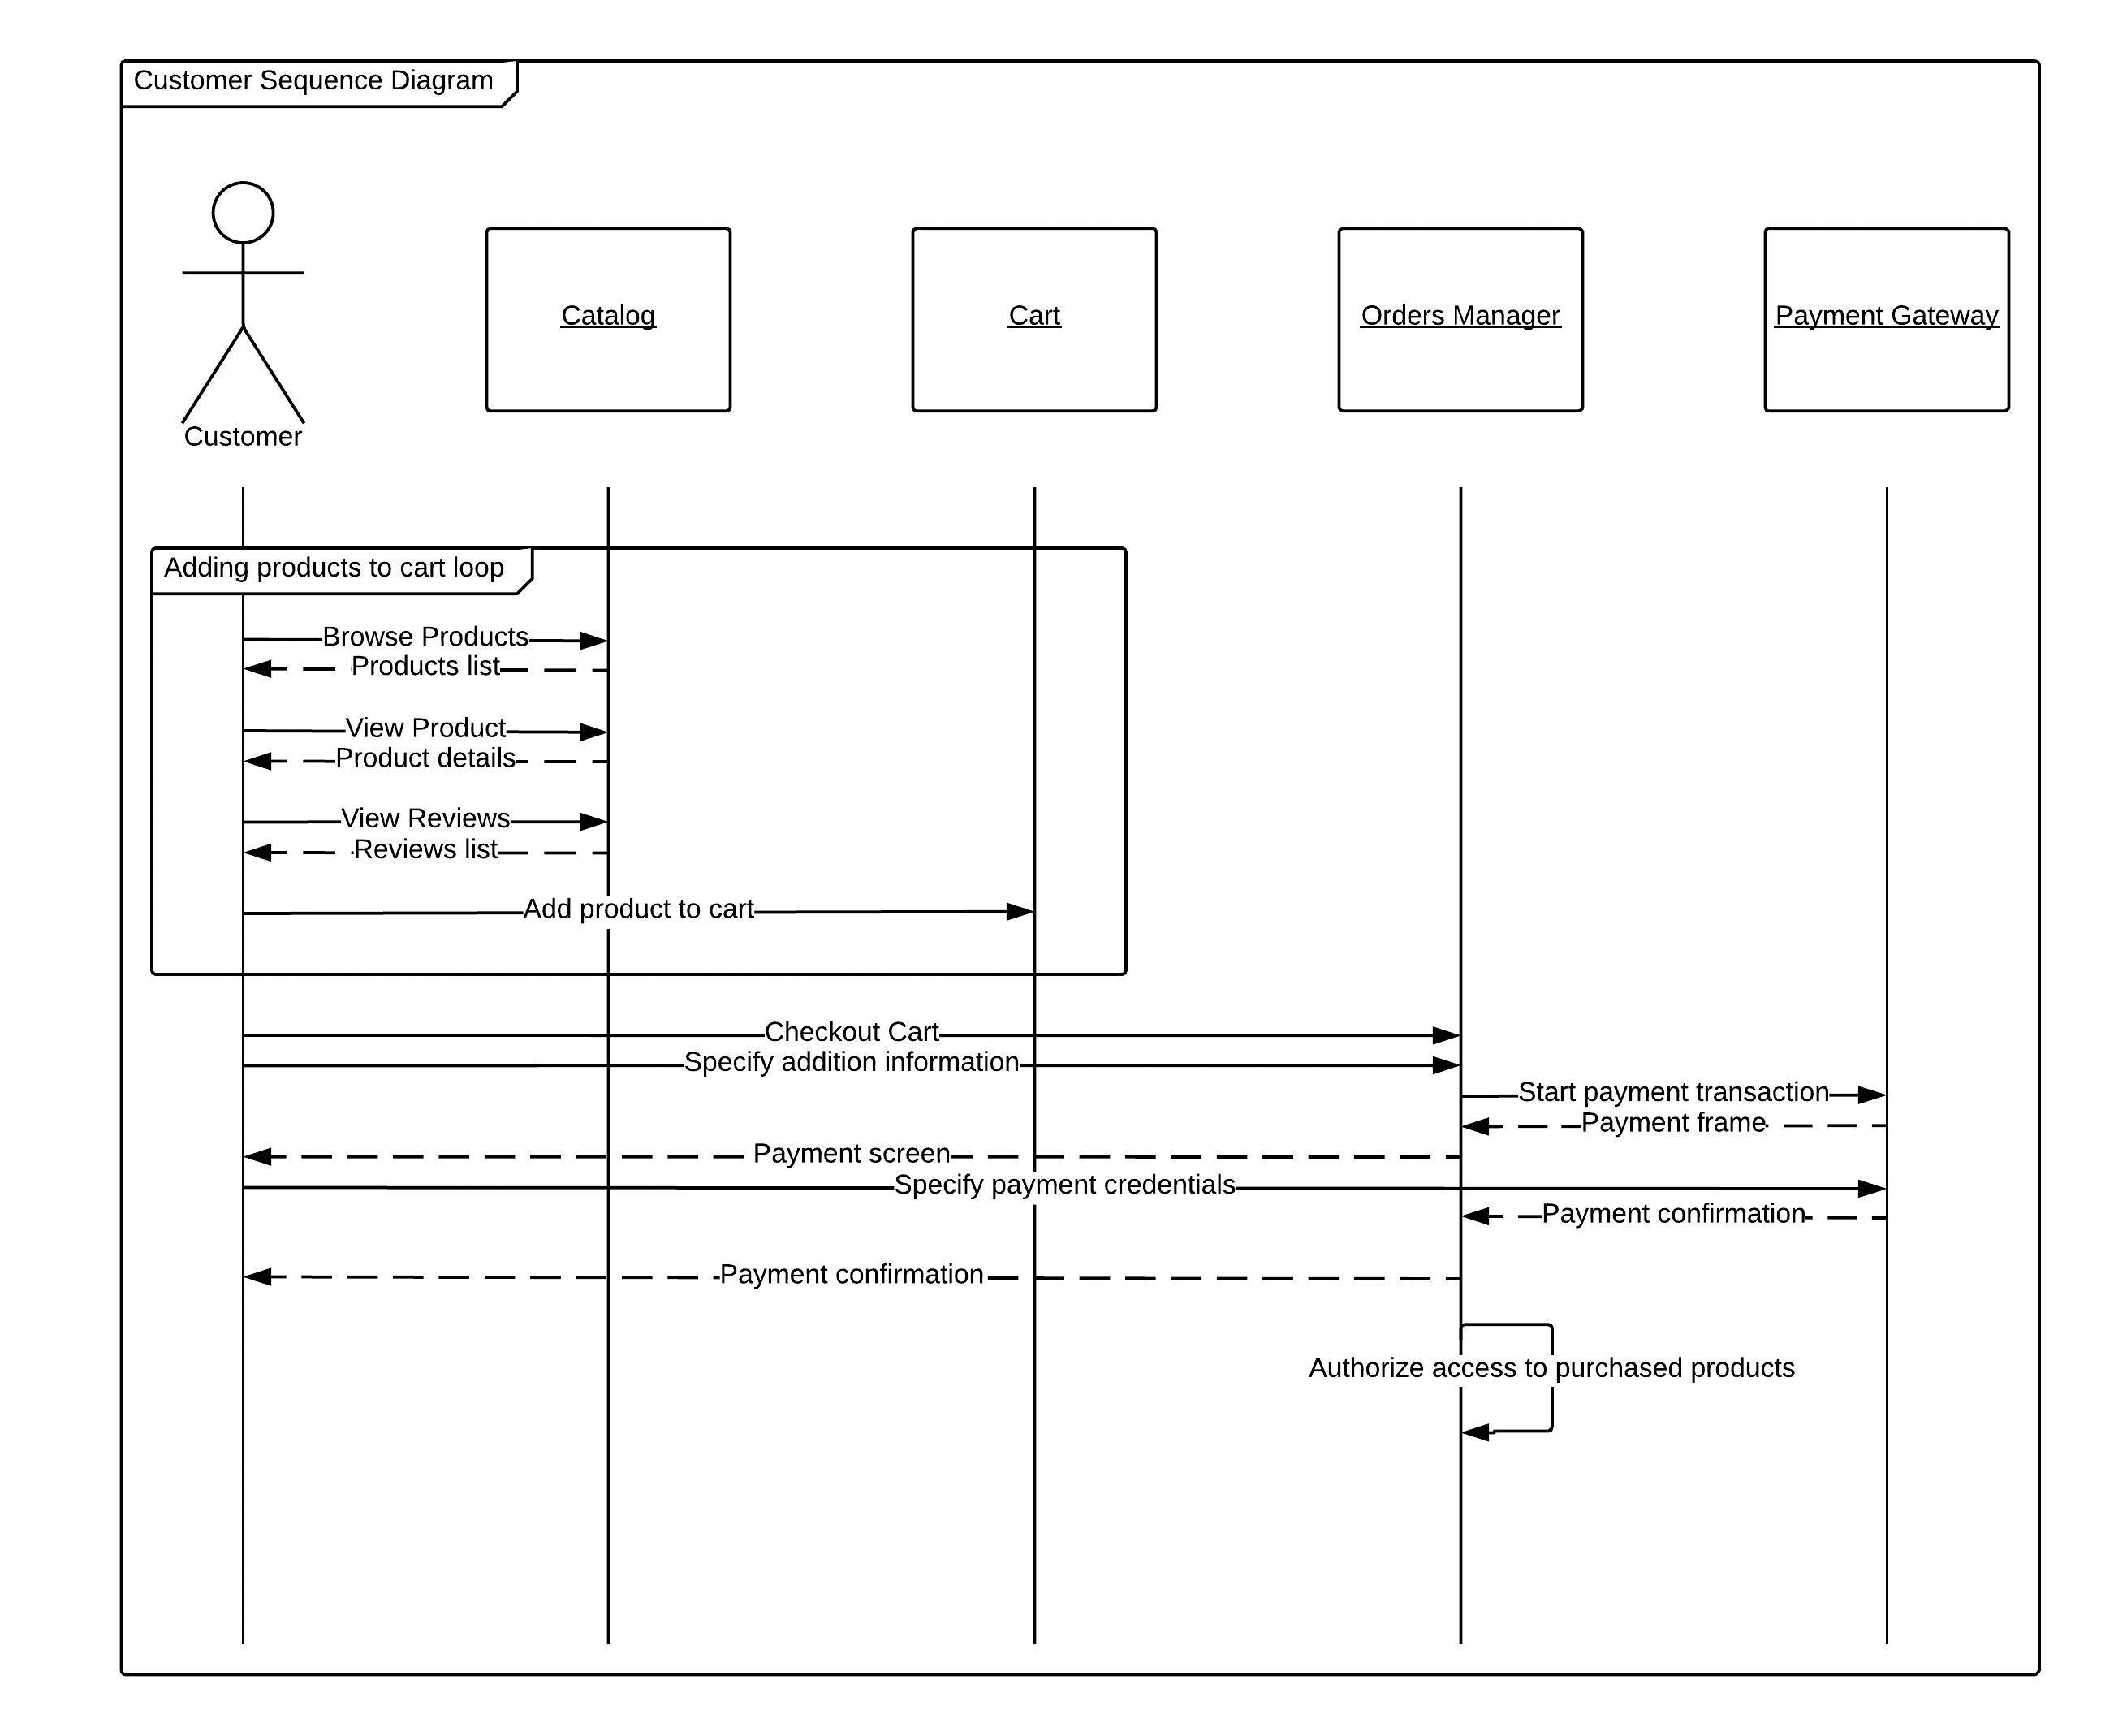 Customer Sequence Diagram
Customer
Catalog
Cart
Orders Manager
Payment Gateway
Adding products to cart loop
Browse Products
Products list
View Product
Product details
View Reviews
Reviews list
Add product to cart
Checkout Cart
Specify addition information
Start payment transaction
Payment frame
Payment screen
Specify payment credentials
Payment confirmation
Payment confirmation
Authorize access to purchased products